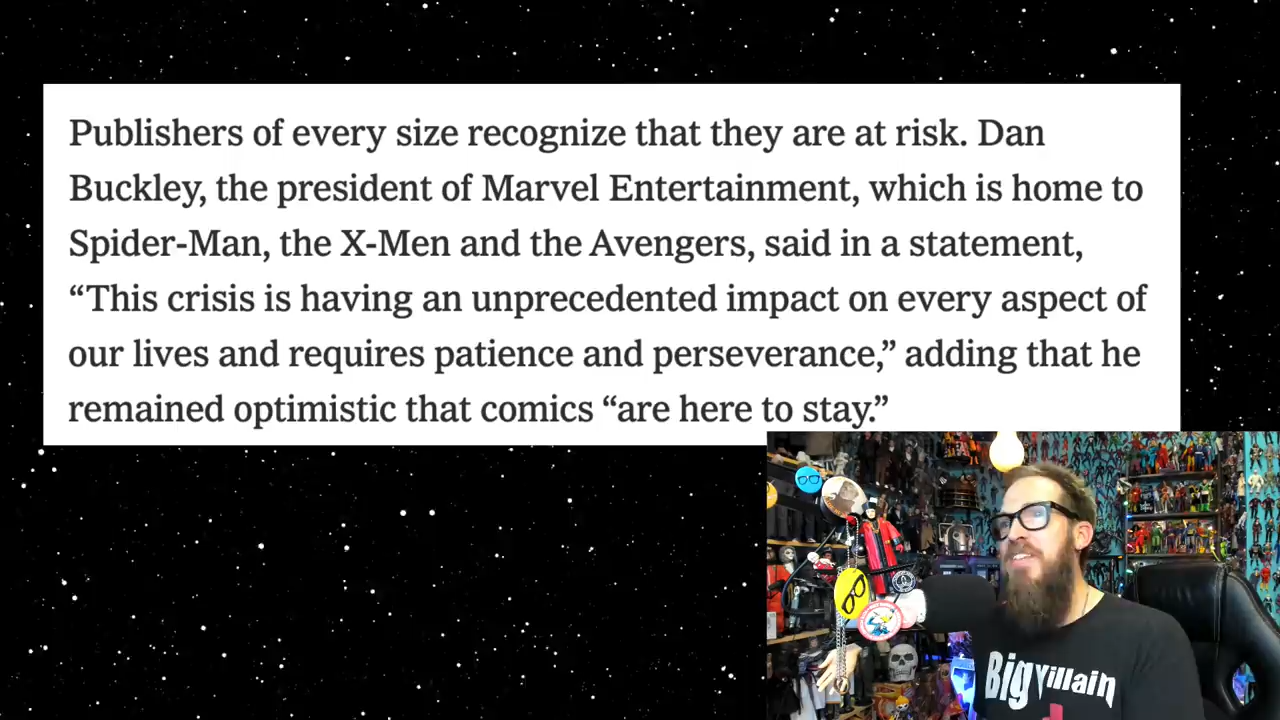 Publishers of every size recognize that they are at risk. Dan
Buckley, the president of Marvel Entertainment, which is home to
Spider-Man, the X-Men and the Avengers, said in a statement,
“This crisis is having an unprecedented impact on every aspect of
our lives and requires patience and perseverance,” adding that he
remained optimistic that comics “are here to stay.”
Big Villain